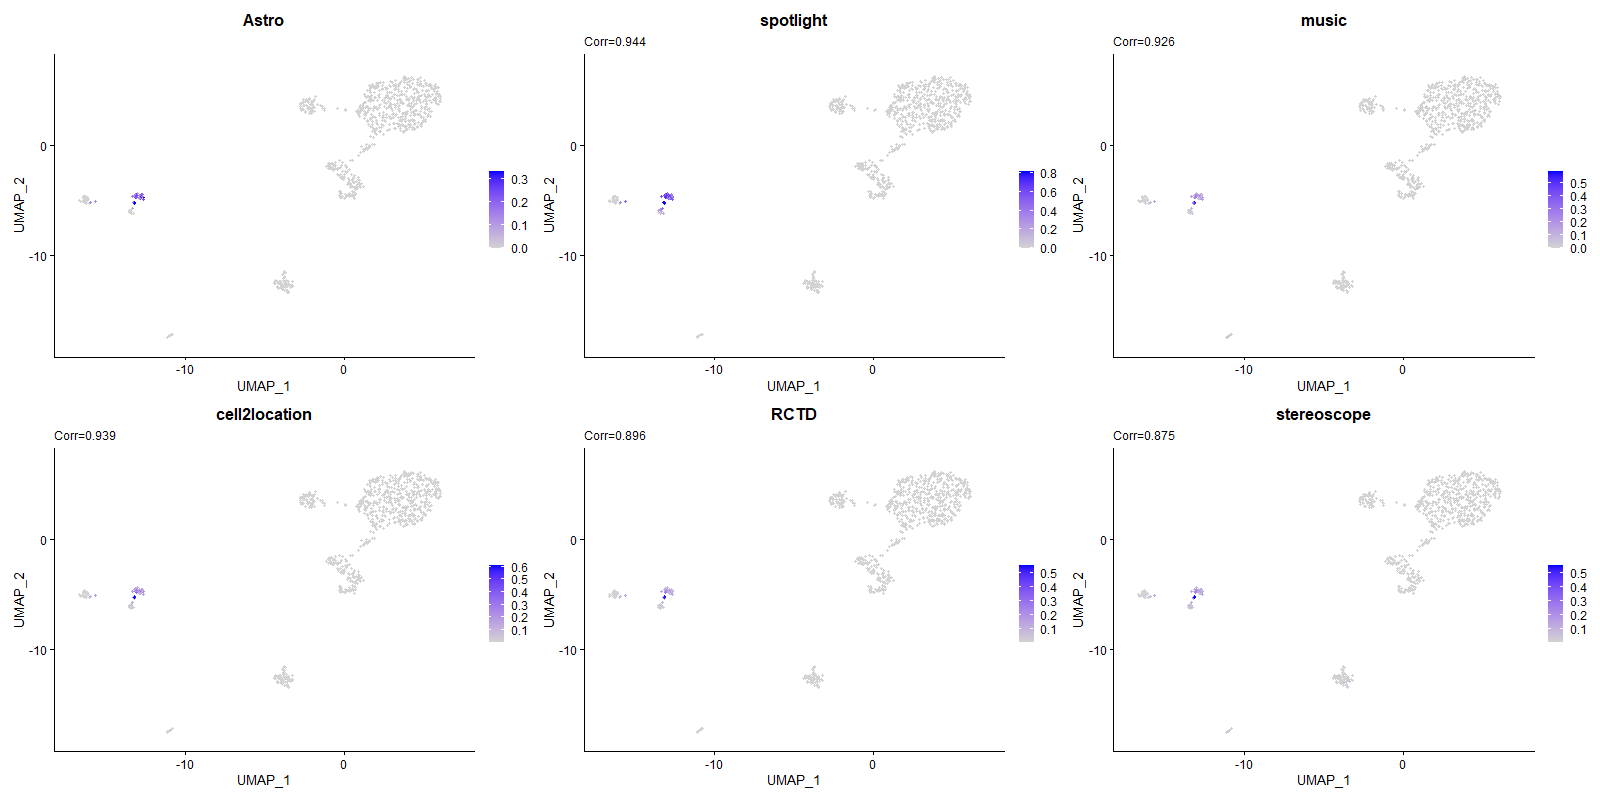 Astro
0
-10
UMAP_2
-10
0
UMAP_1
0.3
0.2
0.1
0.0
spotlight
Corr=0.944
0
-10
UMAP_2
-10
0
UMAP_1
0.8
0.6
0.4
0.2
0.0
music
Corr=0.926
0
-10
UMAP_2
-10
0
UMAP_1
0.5
0.4
0.3
0.2
0.1
0.0
cell2location
Corr=0.939
0
-10
UMAP_2
-10
0
UMAP_1
0.6
0.5
0.4
0.3
0.2
0.1
RCTD
Corr=0.896
0
-10
UMAP_2
-10
0
UMAP_1
0.5
0.4
0.3
0.2
0.1
stereoscope
Corr=0.875
0
-10
UMAP_2
-10
0
UMAP_1
0.5
0.4
0.3
0.2
0.1